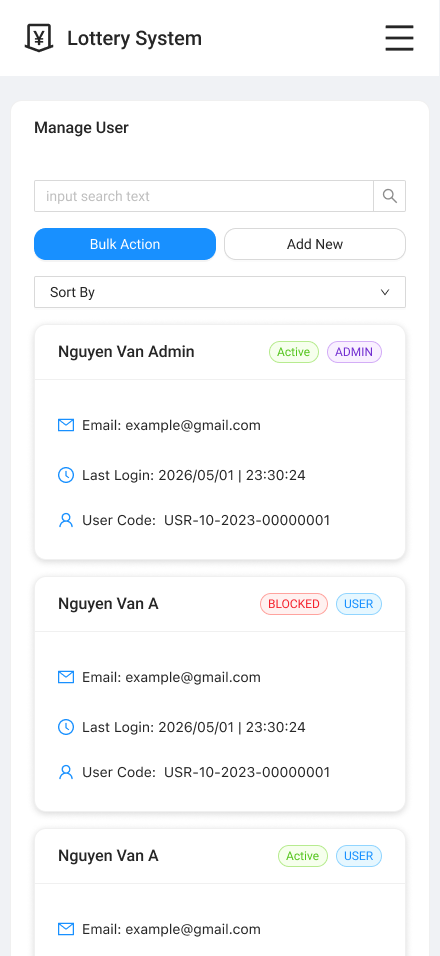 Lottery System
Manage User
input search text
Bulk Action
Add New
Sort By
Nguyen Van Admin
Active
ADMIN
Email: example@gmail.com
Last Login: 2026/05/01 | 23:30:24
User Code: USR-10-2023-00000001
Nguyen Van A
BLOCKED
USER
Email: example@gmail.com
Last Login: 2026/05/01 | 23:30:24
User Code: USR-10-2023-00000001
Nguyen Van A
Active
USER
Email: example@gmail.com